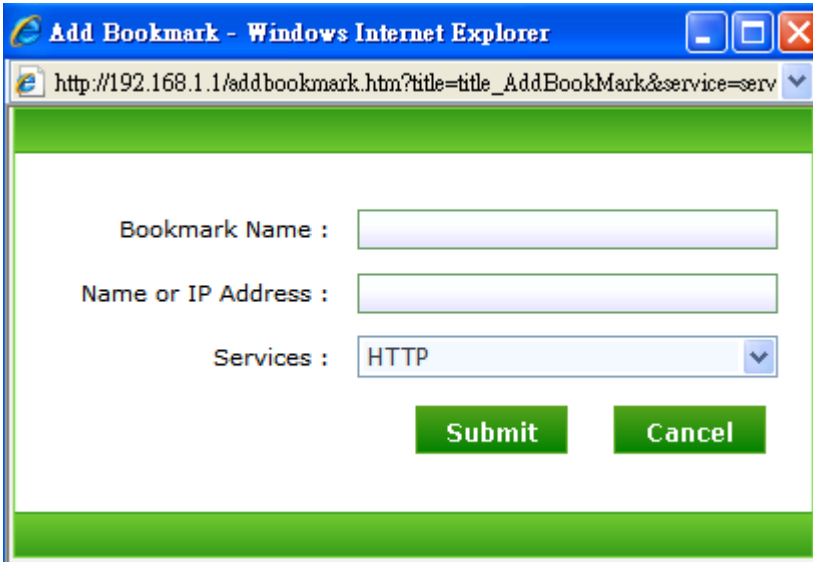 Add Bookmark - Windows Internet Explorer
http://192.168.1.1/addbookmark.htm?title=title_AddBookMark&service=serv
Bookmark Name :
Name or IP Address :
Services : HTTP
Submit Cancel